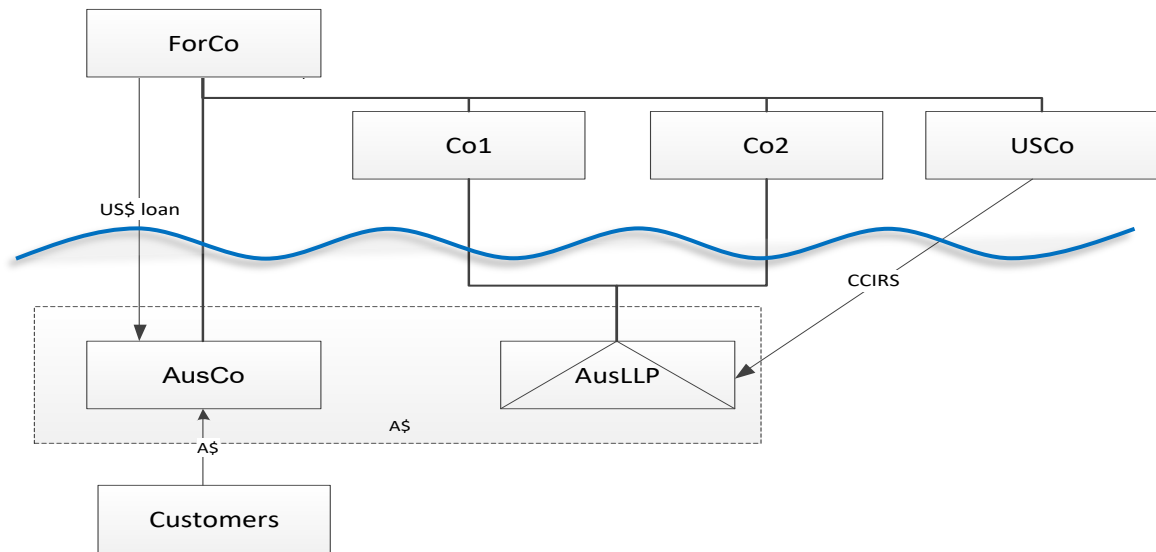 ForCo
Co1
Co2
USCo
US$ loan
CCIRS
AusCo
AusLLP
A$
A$
Customers